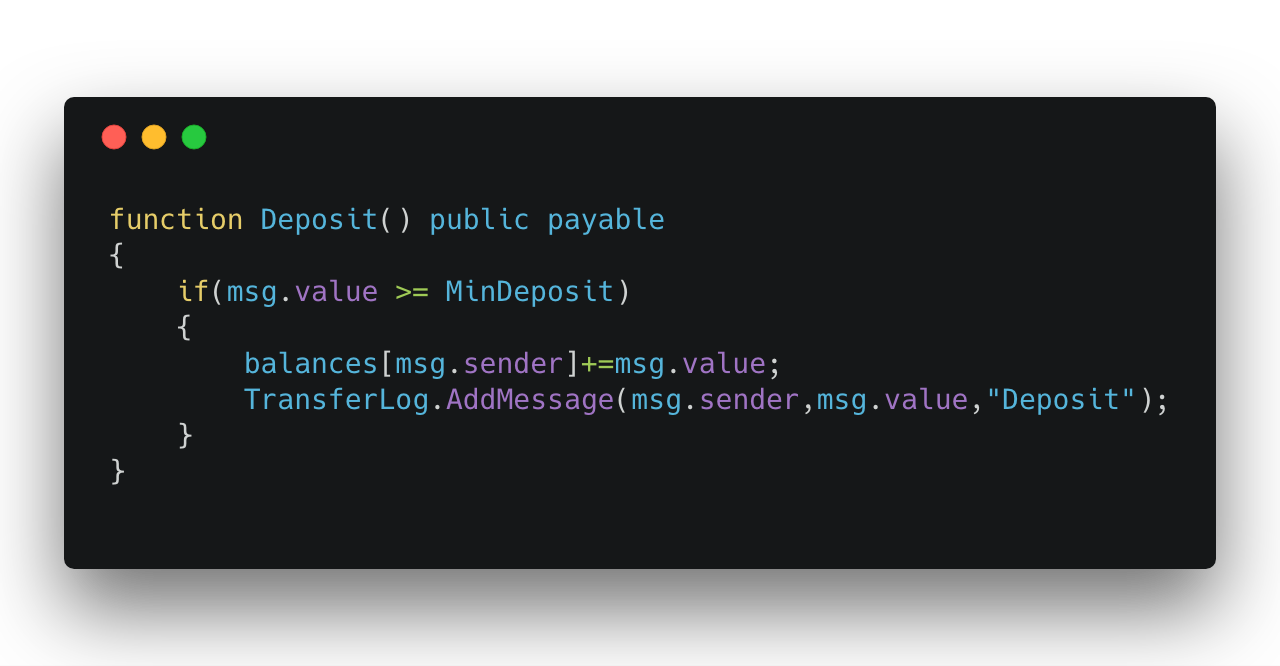 function Deposit() public payable
{
    if(msg.value >= MinDeposit)
    {
        balances[msg.sender]+=msg.value;
        TransferLog.AddMessage(msg.sender,msg.value,"Deposit");
    }
}